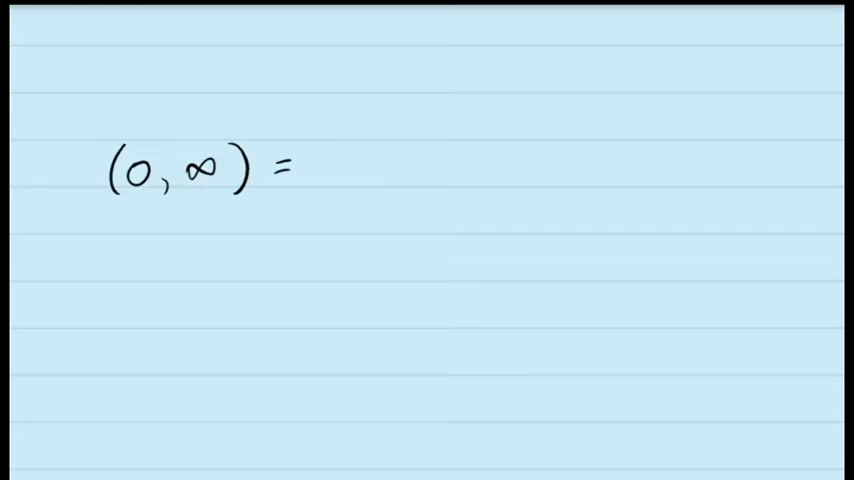 (0, ∞) =